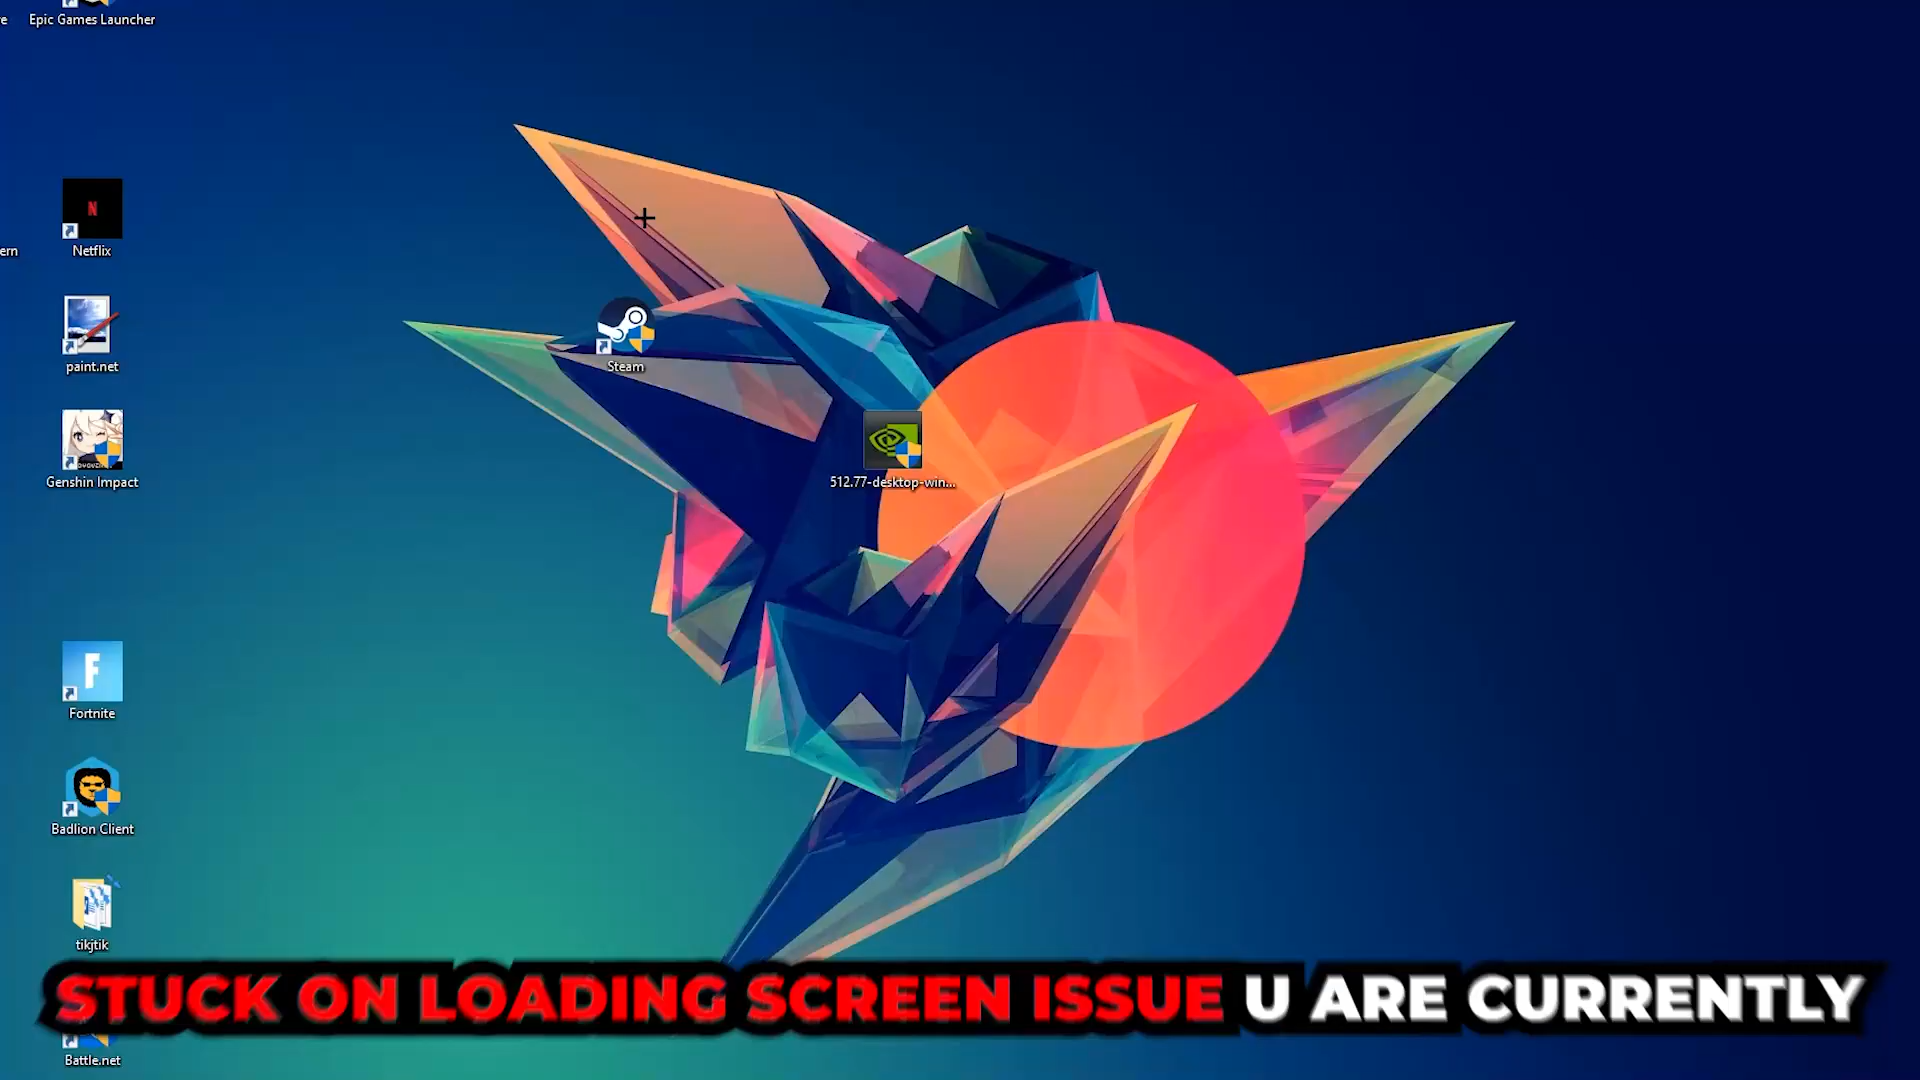 Epic Games Launcher
Netflix
ern
paint.net
Steam
Genshin Impact
512.77-desktop-win...
F
Fortnite
Badlion Client
tikjtik
STUCK ON LOADING SCREEN ISSUE U ARE CURRENTLY
Battle.net